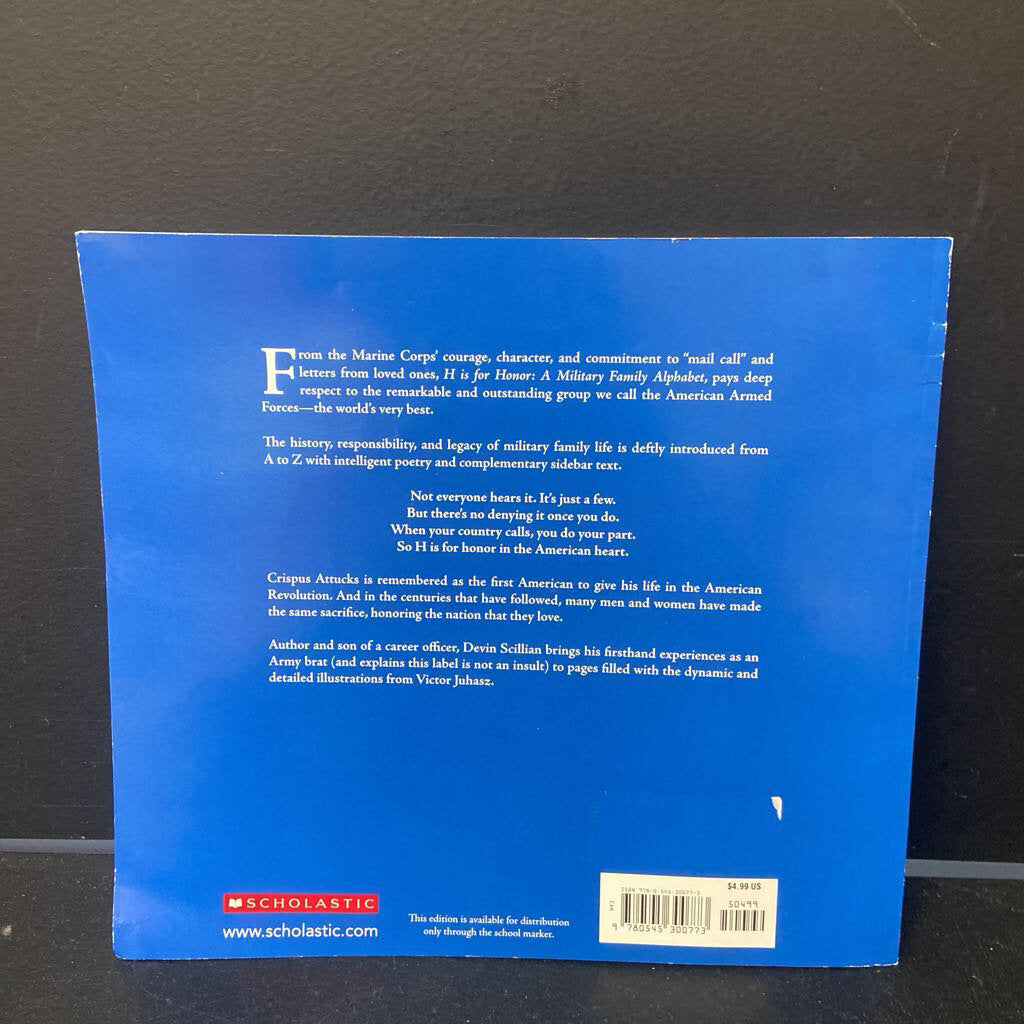 From the Marine Corps' courage, character, and commitment to "mail call" and
letters from loved ones, H is for Honor: A Military Family Alphabet, pays deep
respect to the remarkable and outstanding group we call the American Armed
Forces—the world's very best.
The history, responsibility, and legacy of military family life is deftly introduced from
A to Z with intelligent poetry and complementary sidebar text.
Not everyone hears it. It's just a few.
But there's no denying it once you do.
When your country calls, you do your part.
So H is for honor in the American heart.
Crispus Attucks is remembered as the first American to give his life in the American
Revolution. And in the centuries that have followed, many men and women have made
the same sacrifice, honoring the nation that they love.
Author and son of a career officer, Devin Scillian brings his firsthand experiences as an
Army brat (and explains this label is not an insult) to pages filled with the dynamic and
detailed illustrations from Victor Juhasz.
SCHOLASTIC
www.scholastic.com
This edition is available for distribution
only through the school market.
ISBN 978-0-545-30077-3
$4.99 US
50499
CAN
9 780545 300773